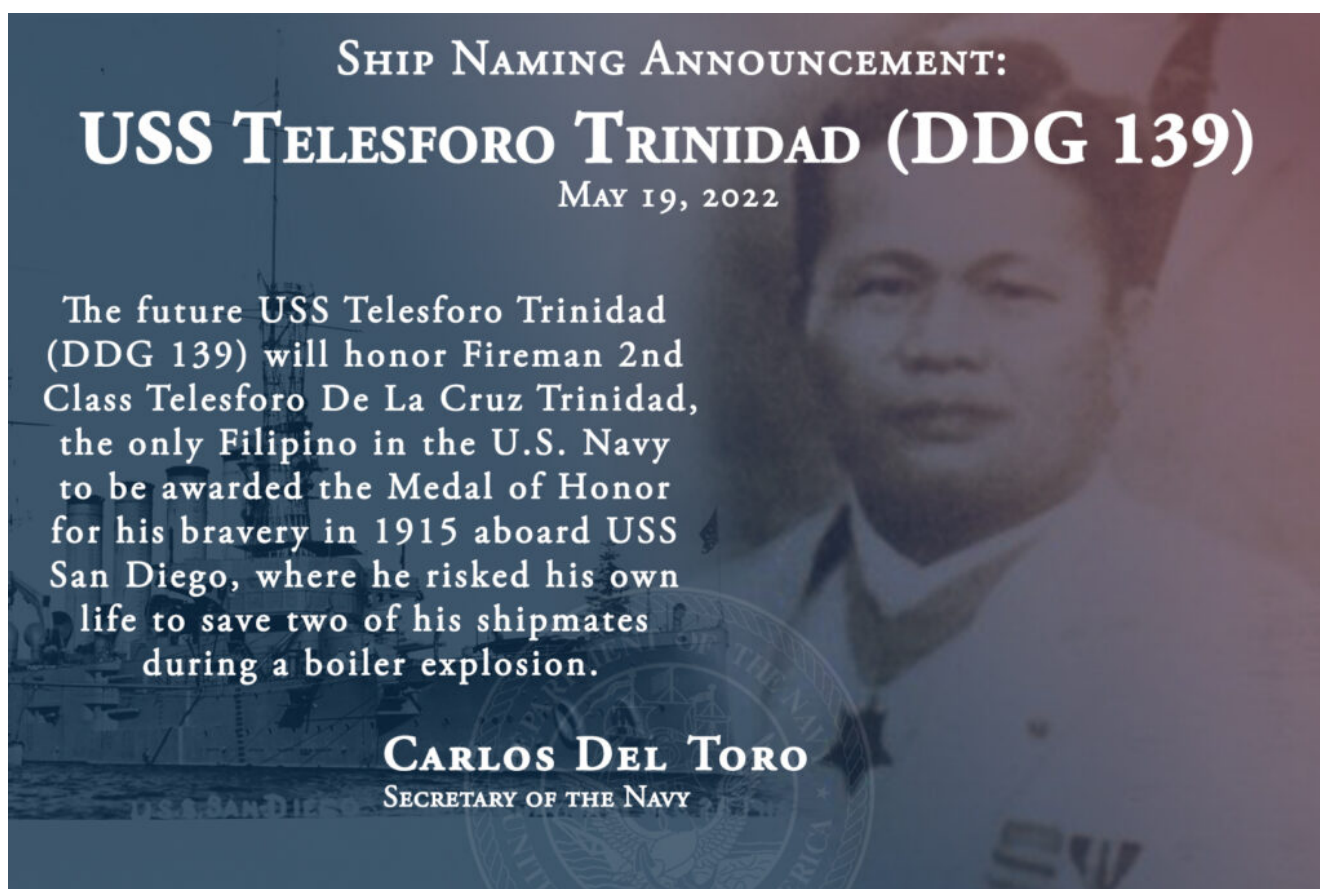 Ship Naming Announcement:
USS Telesforo Trinidad (DDG 139)
May 19, 2022
The future USS Telesforo Trinidad
(DDG 139) will honor Fireman 2nd
Class Telesforo De La Cruz Trinidad,
the only Filipino in the U.S. Navy
to be awarded the Medal of Honor
for his bravery in 1915 aboard USS
San Diego, where he risked his own
life to save two of his shipmates
during a boiler explosion.
Carlos Del Toro
Secretary of the Navy
U.S.S. SAN DIEGO